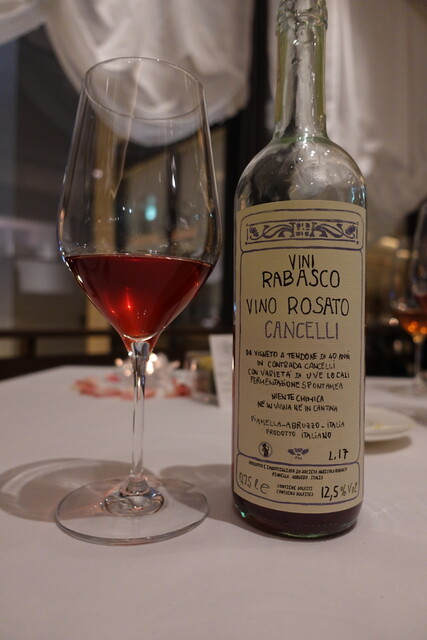 VINI
RABASCO
VINO ROSATO
CANCELLI
DA VIGNETO A TENDONE DI 40 ANNI
IN CONTRADA CANCELLI
CON VARIETÀ DI UVE LOCALI
FERMENTAZIONE SPONTANEA
NIENTE CHIMICA
NÈ IN VIGNA NÈ IN CANTINA
PIANELLA-ABRUZZO-ITALIA
PRODOTTO ITALIANO
L.17
0,75 L e
CONTIENE SOLFITI
12,5% Vol